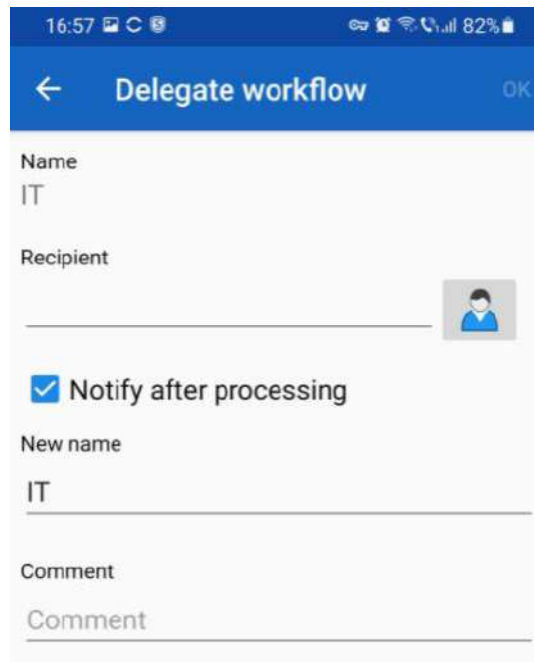 16:57 82%
Delegate workflow OK
Name
IT
Recipient
Notify after processing
New name
IT
Comment
Comment